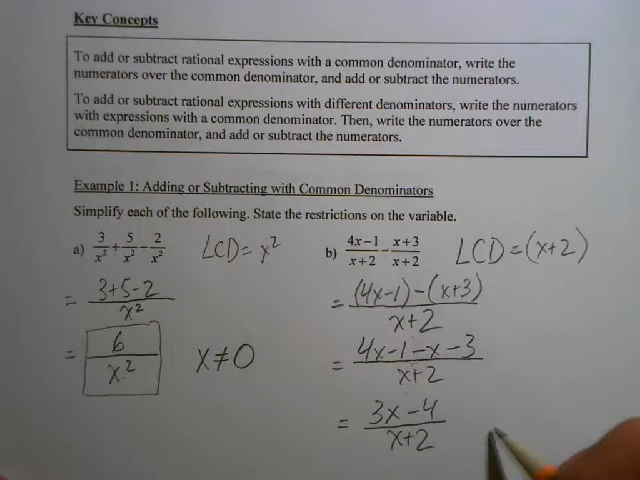 Key Concepts
To add or subtract rational expressions with a common denominator, write the
numerators over the common denominator, and add or subtract the numerators.
To add or subtract rational expressions with different denominators, write the numerators
with expressions with a common denominator. Then, write the numerators over the
common denominator, and add or subtract the numerators.
Example 1: Adding or Subtracting with Common Denominators
Simplify each of the following. State the restrictions on the variable.
a) 3/x² + 5/x² - 2/x² LCD = x²
= 3+5-2/x²
= 6/x² x ≠ 0
b) 4x-1/x+2 - x+3/x+2 LCD = (x+2)
= (4x-1)-(x+3)/x+2
= 4x-1-x-3/x+2
= 3x-4/x+2